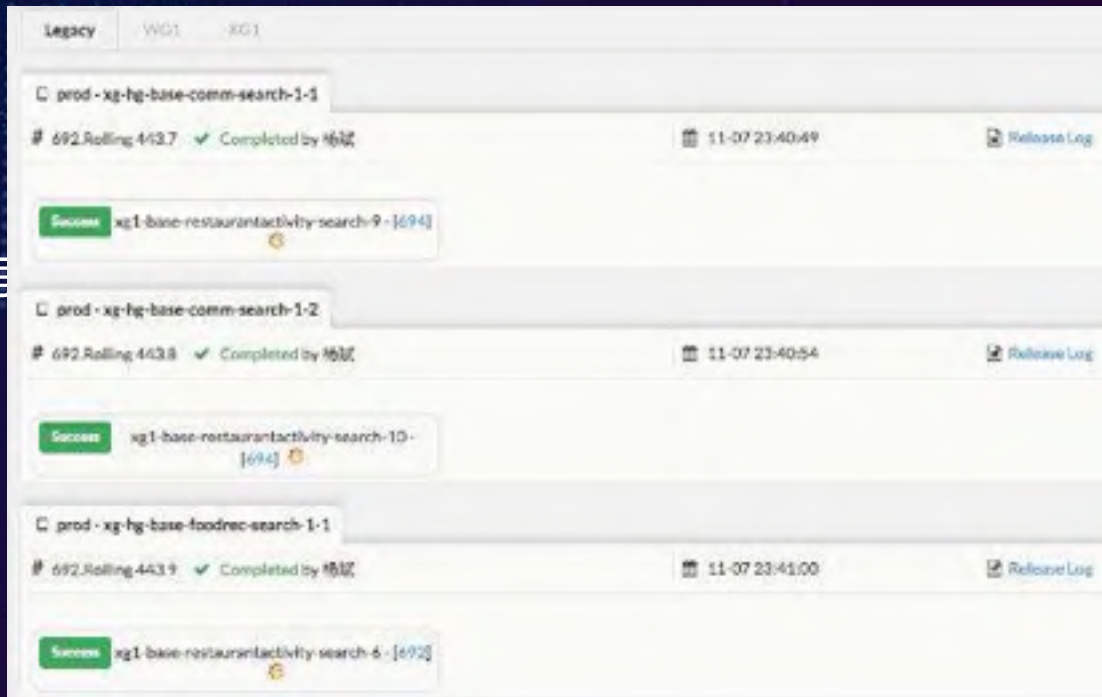 Legacy WG1 XG1
prod - xg-hg-base-comm-search-1-1
# 692.Rolling 443.7 ✔ Completed by 11-07 23:40:49 Release Log
Success xg1-base-restaurantactivity-search-9 - [694]
prod - xg-hg-base-comm-search-1-2
# 692.Rolling 443.8 ✔ Completed by 11-07 23:40:54 Release Log
Success xg1-base-restaurantactivity-search-10 -
[694]
prod - xg-hg-base-foodrec-search-1-1
# 692.Rolling 443.9 ✔ Completed by 11-07 23:41:00 Release Log
Success xg1-base-restaurantactivity-search-6 - [692]